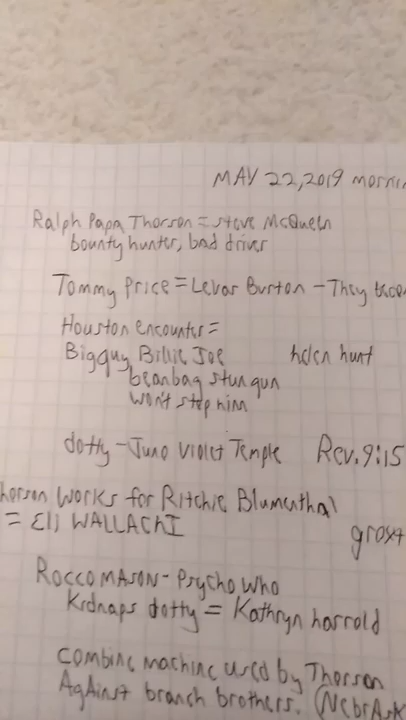 MAY 22, 2019
Ralph Papa Thorson = Steve McQueen
bounty hunter, bad driver
Tommy Price = Levar Burton - They
Houston encounter =
Bigguy Billie Joe helen hunt
beanbag stun gun
won't stop him
dotty - Juno Violet Temple Rev. 9:15
Works for Ritchie Blumenthal
= Eli WALLACH
ROCCO MASON - Psycho who
kidnaps dotty = Kathryn harrold
combine machine used by Thorson
Against branch brothers.